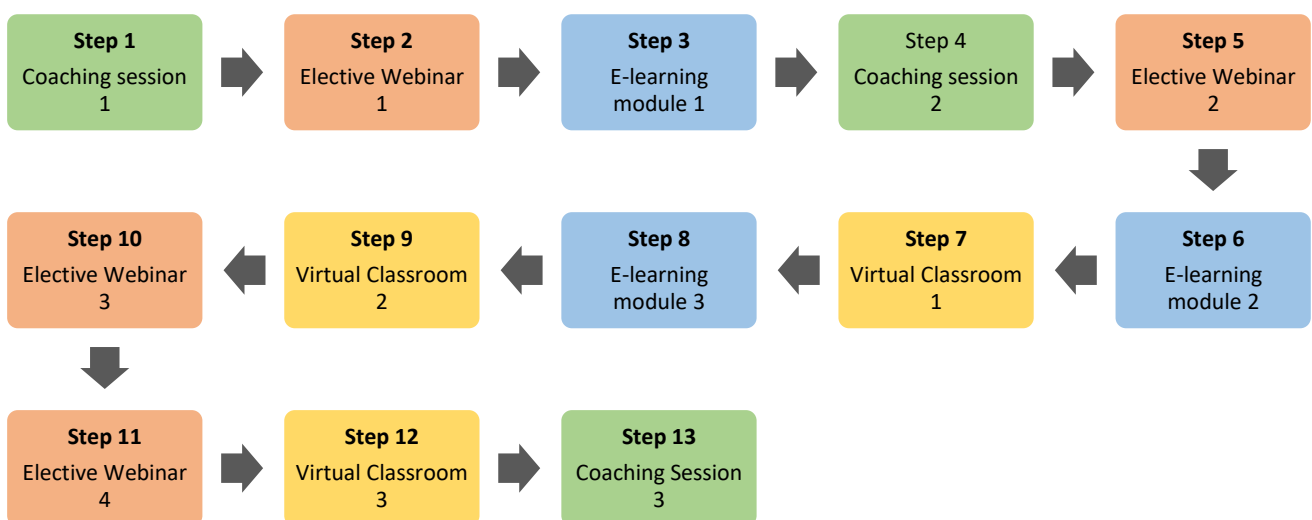 Step 1
Coaching session
1
Step 2
Elective Webinar
1
Step 3
E-learning
module 1
Step 4
Coaching session
2
Step 5
Elective Webinar
2
Step 6
E-learning
module 2
Step 7
Virtual Classroom
1
Step 8
E-learning
module 3
Step 9
Virtual Classroom
2
Step 10
Elective Webinar
3
Step 11
Elective Webinar
4
Step 12
Virtual Classroom
3
Step 13
Coaching Session
3